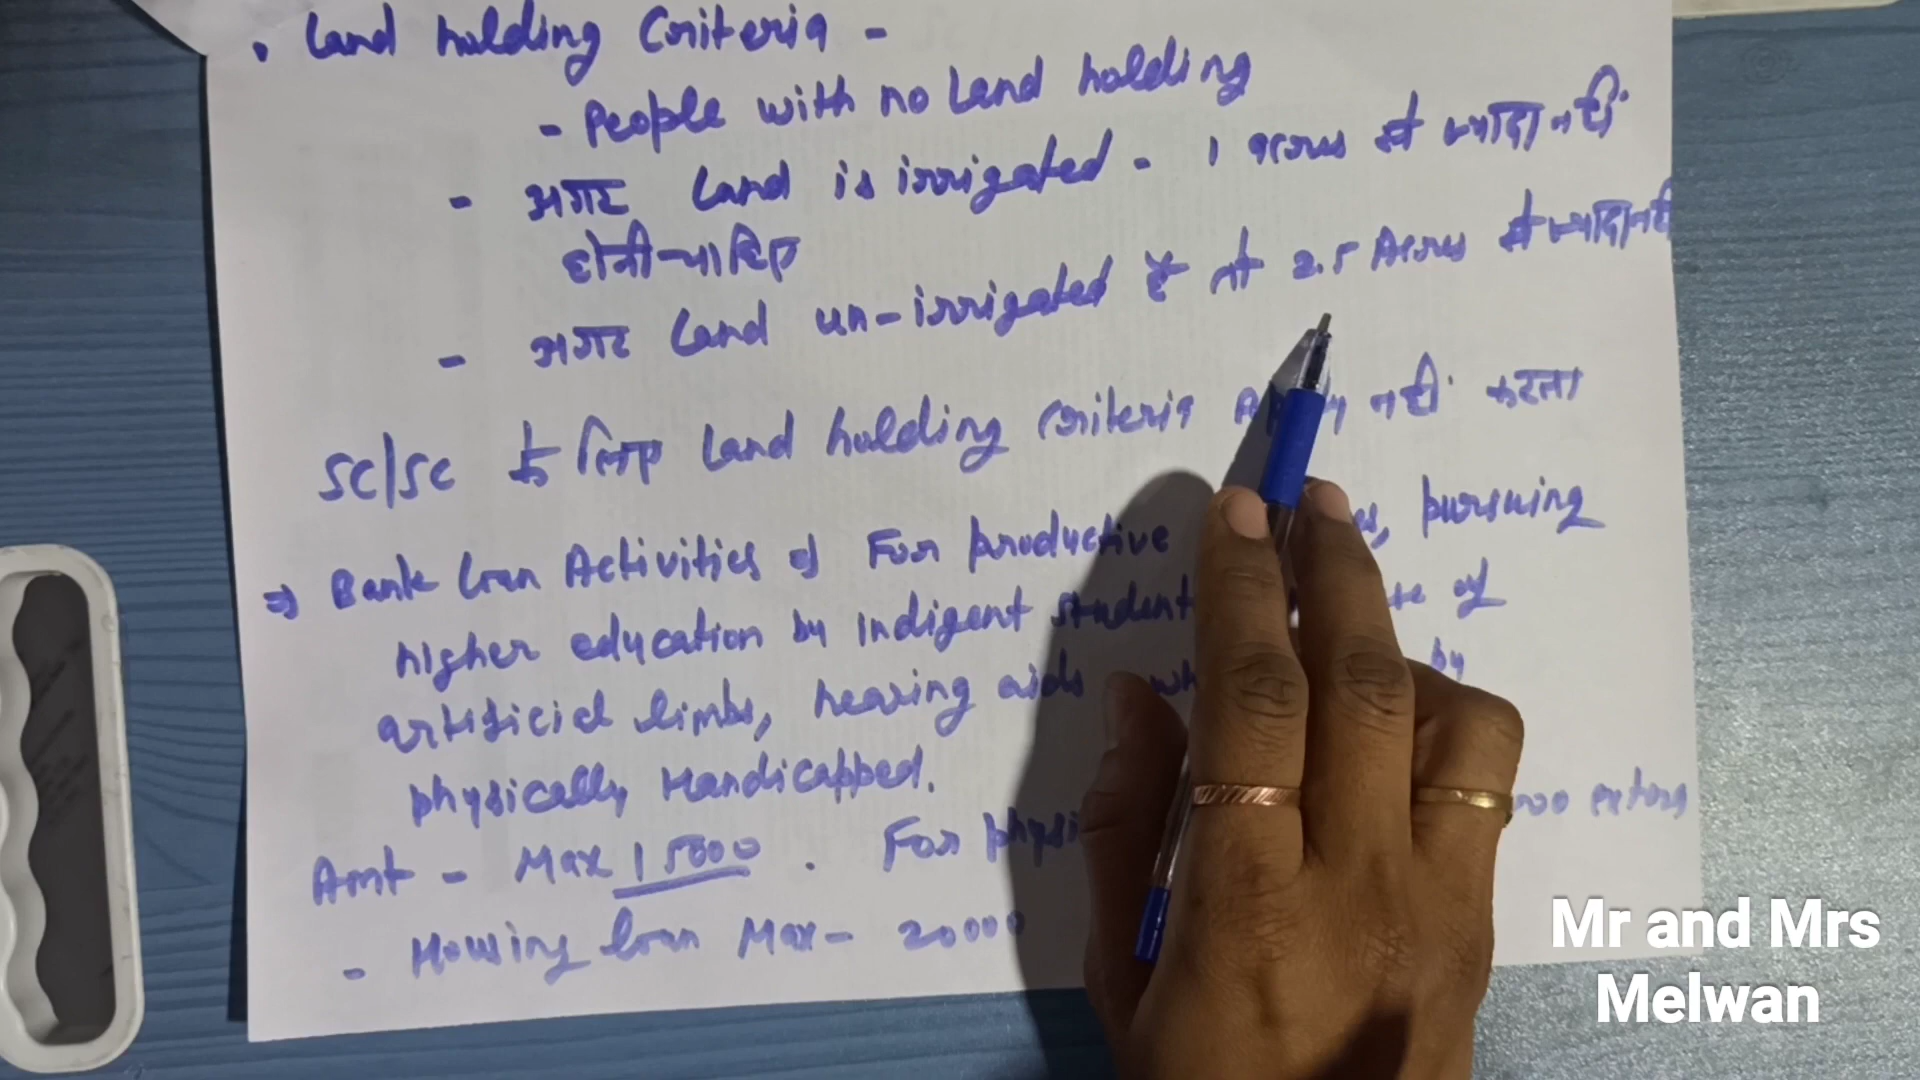 • Land holding Criteria -
- People with no Land holding
- अगर Land is irrigated - 1 acres से ज्यादा नहीं
होनी चाहिए
- अगर Land un-irrigated है तो 2.5 Acres से ज्यादा नहीं
SC/SC के लिए Land holding criteria नहीं करता
⇒ Bank loan Activities ⇒ For productive pursuing
higher education by indigent student of
artificial limbs, hearing aids by
physically Handicapped.
Amt - Max 15000 . For extra
- Housing loan Max - 20000
Mr and Mrs
Melwan